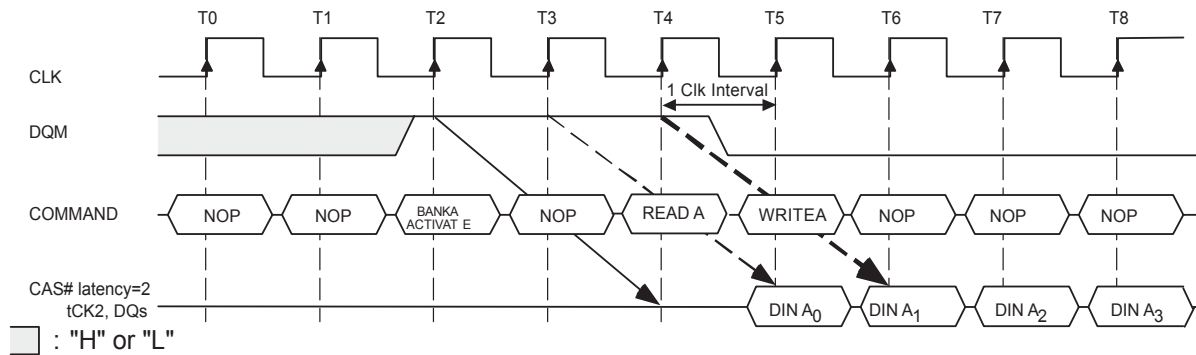 T0 T1 T2 T3 T4 T5 T6 T7 T8
CLK
1 Clk Interval
DQM
COMMAND NOP NOP BANKA ACTIVAT E NOP READ A WRITEA NOP NOP NOP
CAS# latency=2
tCK2, DQs DIN A0 DIN A1 DIN A2 DIN A3
: "H" or "L"